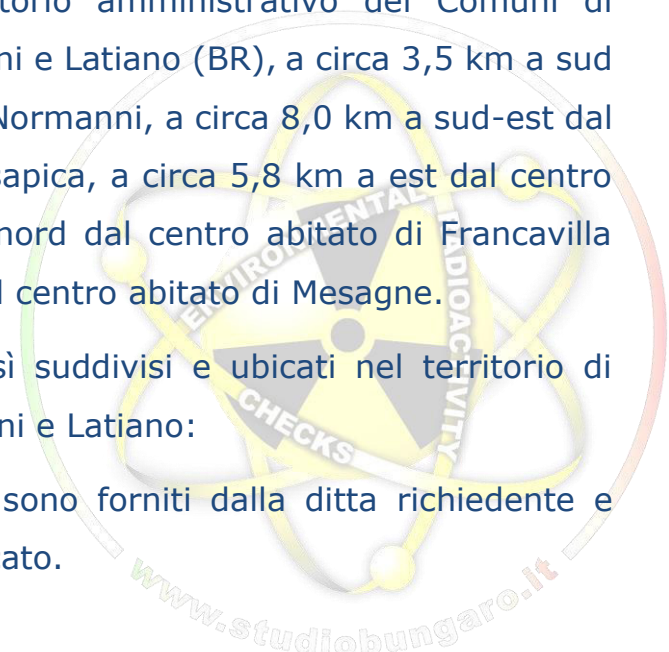 torio amministrativo dei Comuni di
ni e Latiano (BR), a circa 3,5 km a sud
Normanni, a circa 8,0 km a sud-est dal
sapica, a circa 5,8 km a est dal centro
nord dal centro abitato di Francavilla
l centro abitato di Mesagne.
sì suddivisi e ubicati nel territorio di
ni e Latiano:
sono forniti dalla ditta richiedente e
cato.
ENVIRONMENTAL
RADIOACTIVITY
CHECKS
www.studiobungaro.it